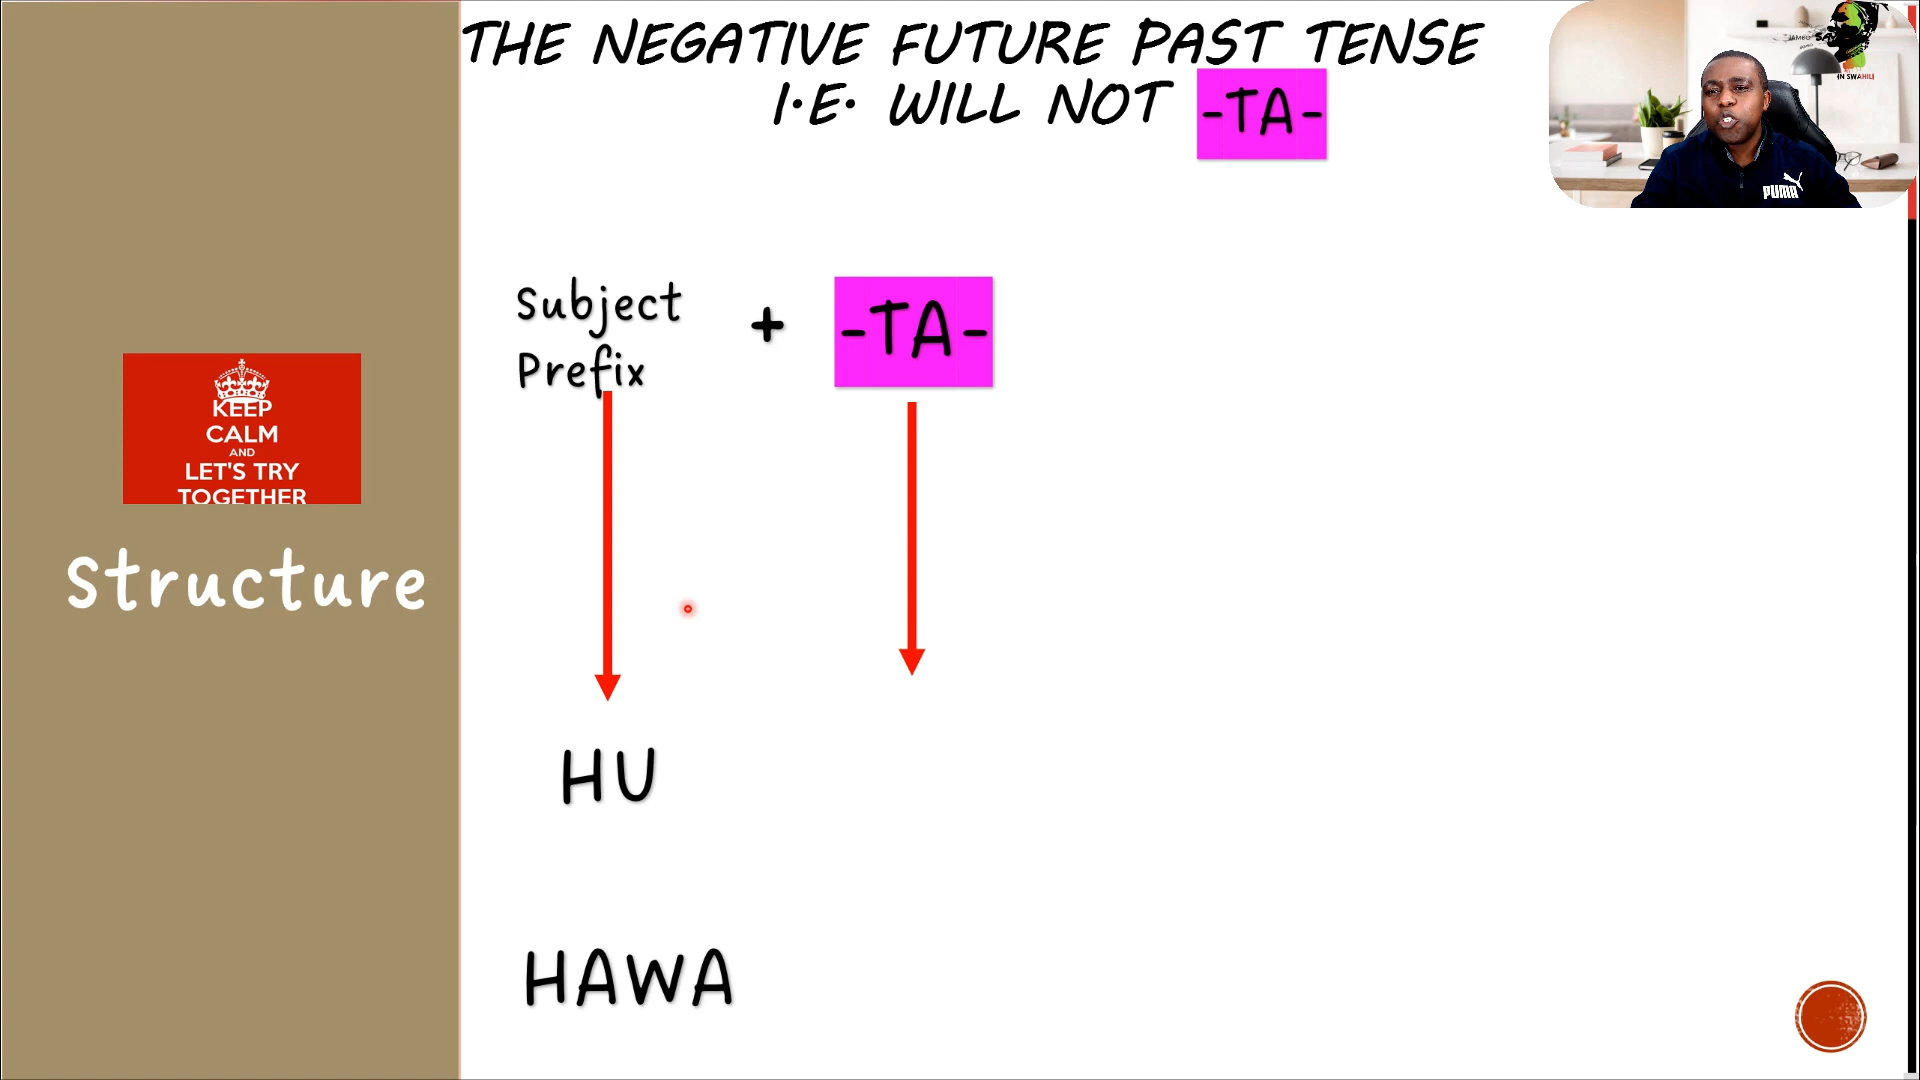 THE NEGATIVE FUTURE PAST TENSE
I.E. WILL NOT -TA-
JAMBO
IN SWAHILI
PUMA
Subject
Prefix
+
-TA-
KEEP
CALM
AND
LET'S TRY
TOGETHER
Structure
HU
HAWA